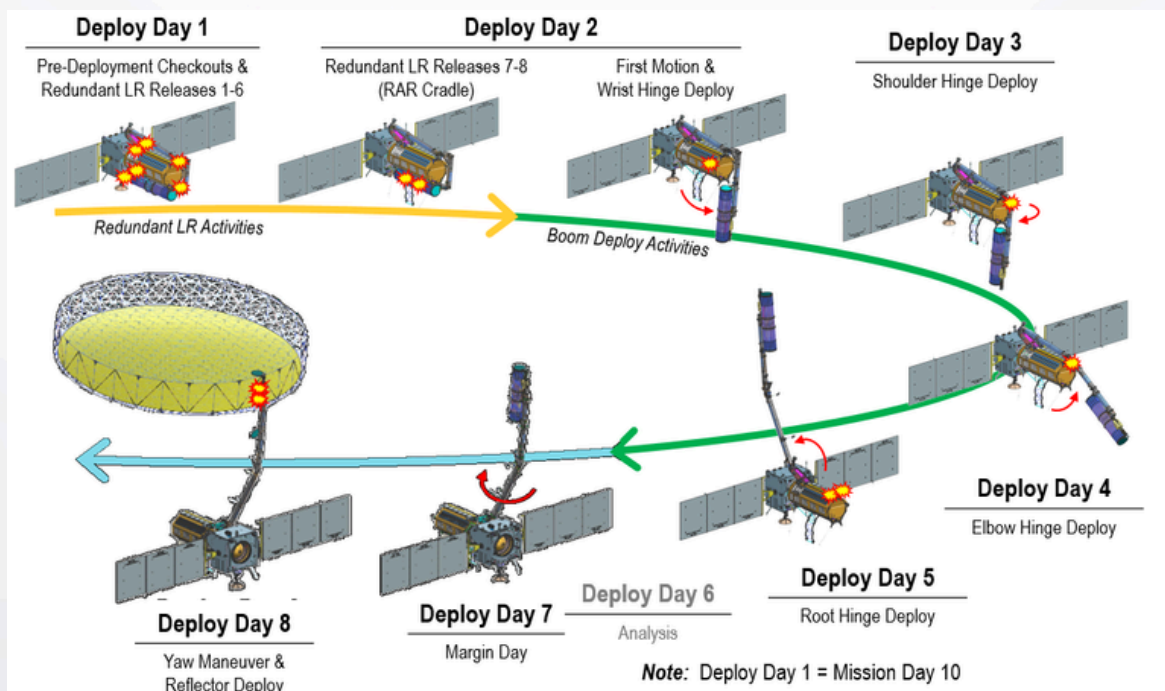 Deploy Day 1
Pre-Deployment Checkouts &
Redundant LR Releases 1-6
Deploy Day 2
Redundant LR Releases 7-8
(RAR Cradle)
First Motion &
Wrist Hinge Deploy
Deploy Day 3
Shoulder Hinge Deploy
Redundant LR Activities
Boom Deploy Activities
Deploy Day 4
Elbow Hinge Deploy
Deploy Day 5
Root Hinge Deploy
Deploy Day 6
Analysis
Deploy Day 7
Margin Day
Deploy Day 8
Yaw Maneuver &
Reflector Deploy
Note: Deploy Day 1 = Mission Day 10